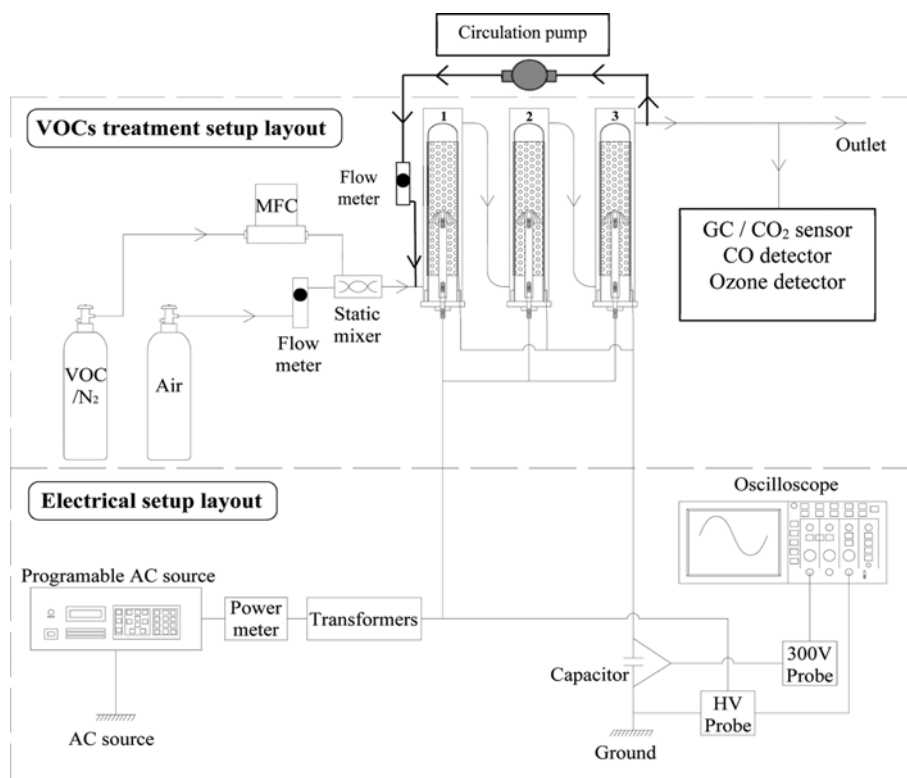 Circulation pump
VOCs treatment setup layout
1
2
3
Outlet
Flow
meter
MFC
GC / CO₂ sensor
CO detector
Ozone detector
Static
mixer
Flow
meter
VOC
/N₂
Air
Electrical setup layout
Oscilloscope
Programable AC source
Power
meter
Transformers
300V
Probe
Capacitor
HV
Probe
AC source
Ground